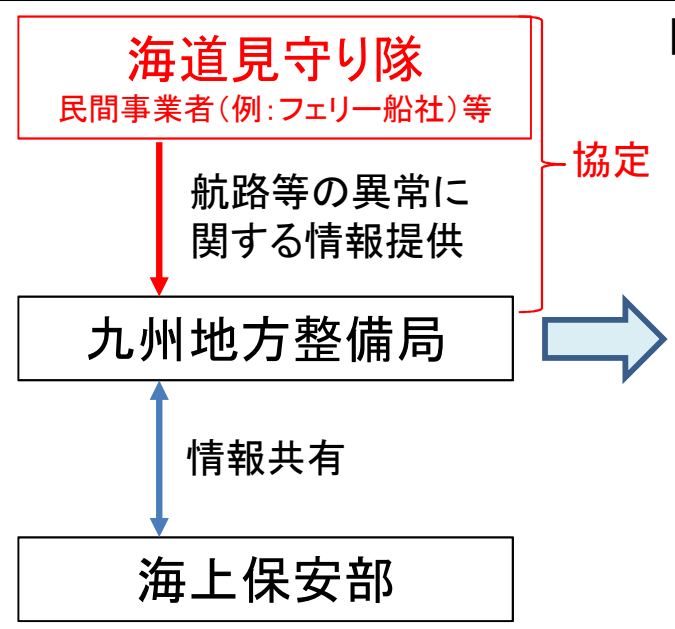 海道見守り隊
民間事業者(例:フェリー船社)等
協定
航路等の異常に
関する情報提供
九州地方整備局
情報共有
海上保安部